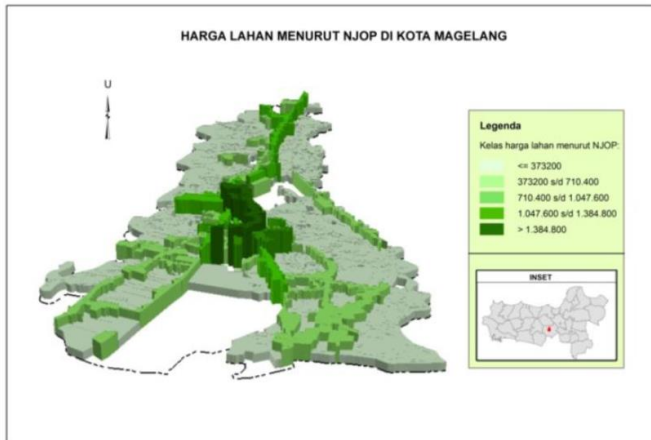 HARGA LAHAN MENURUT NJOP DI KOTA MAGELANG
U
Legenda
Kelas harga lahan menurut NJOP:
<= 373200
373200 s/d 710.400
710.400 s/d 1.047.600
1.047.600 s/d 1.384.800
> 1.384.800
INSET